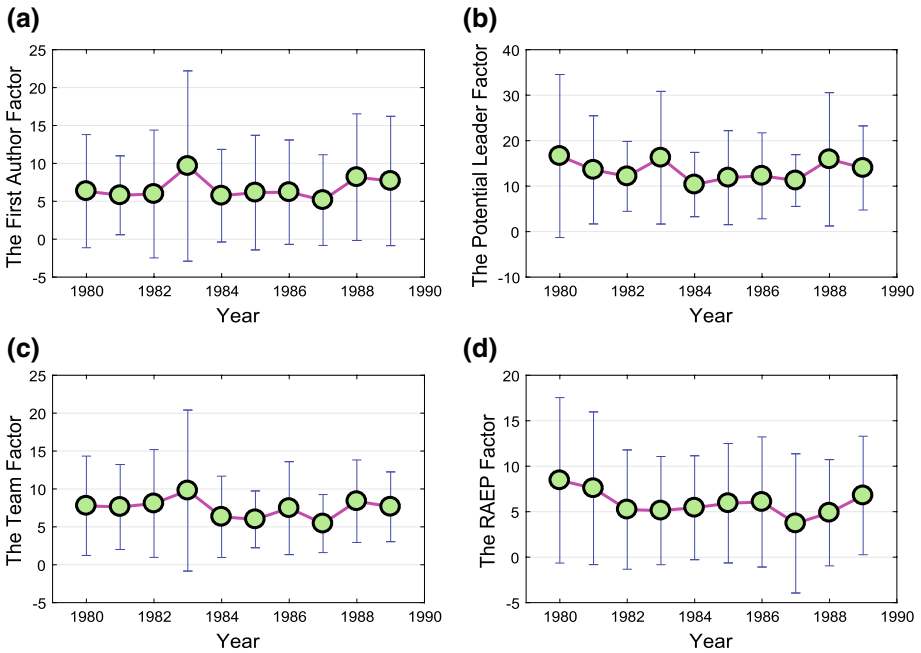 (a)
The First Author Factor
25
20
15
10
5
0
-5
1980 1982 1984 1986 1988 1990
Year
(b)
The Potential Leader Factor
40
30
20
10
0
-10
1980 1982 1984 1986 1988 1990
Year
(c)
The Team Factor
25
20
15
10
5
0
-5
1980 1982 1984 1986 1988 1990
Year
(d)
The RAEP Factor
20
15
10
5
0
-5
1980 1982 1984 1986 1988 1990
Year